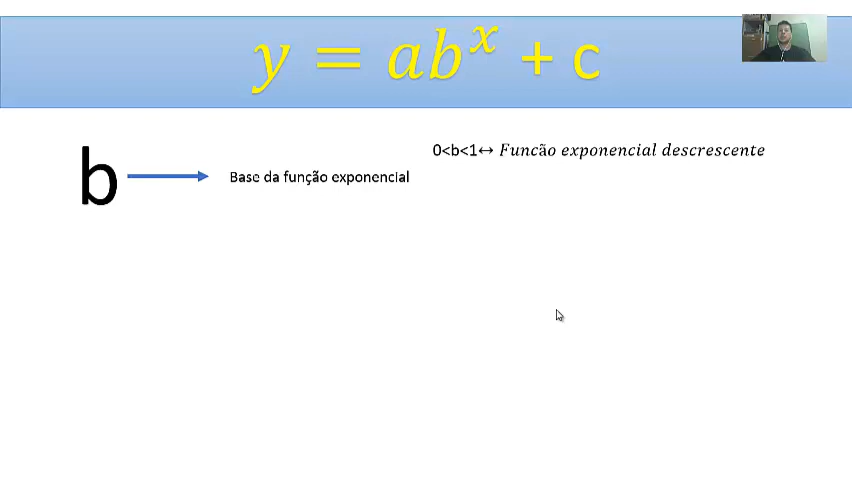 y = ab^x + c
0<b<1↔ Funcão exponencial descrescente
b
Base da função exponencial